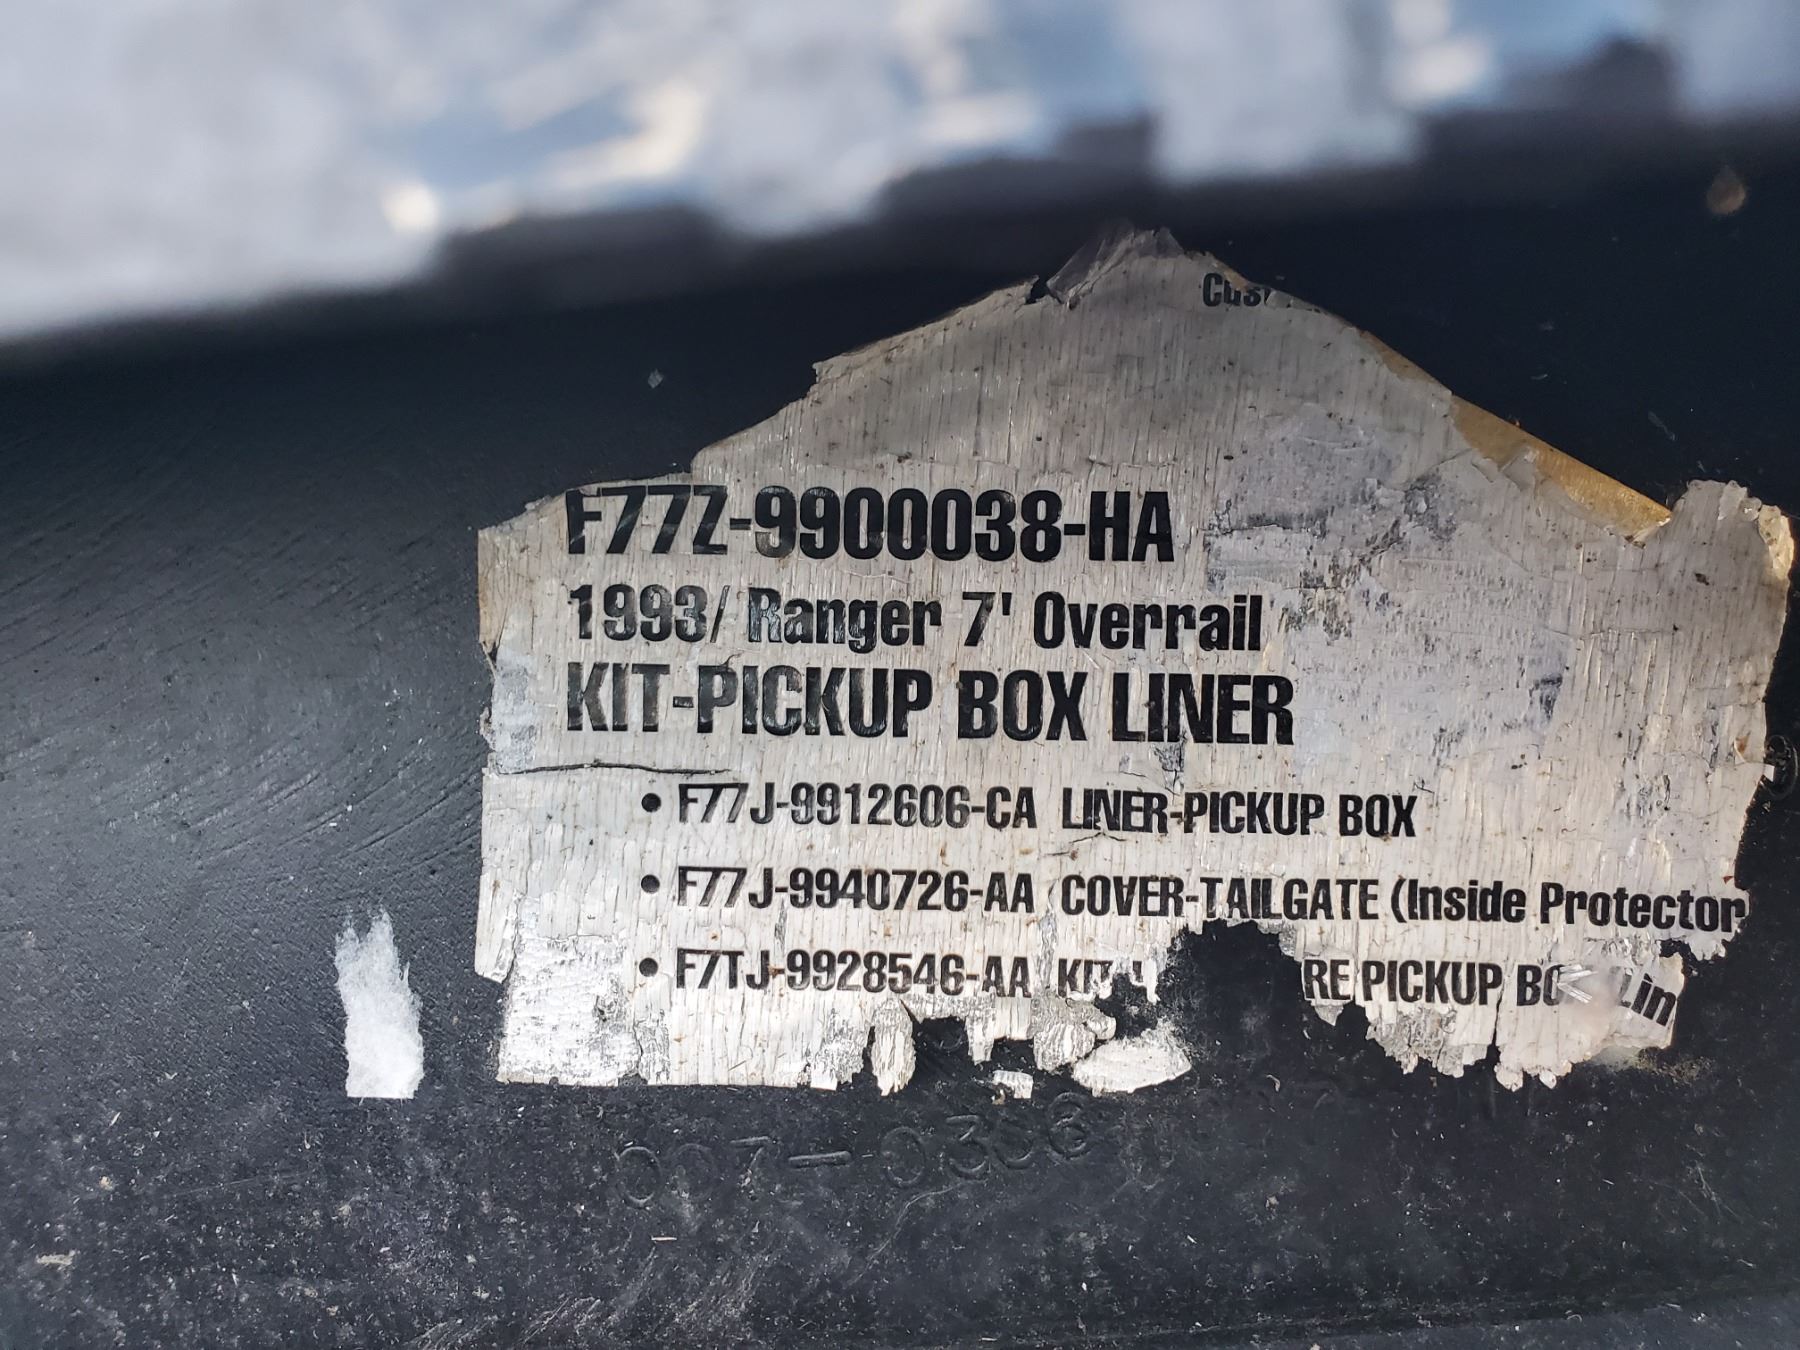 F77Z-9900038-HA
1993/ Ranger 7' Overrail
KIT-PICKUP BOX LINER
• F77J-9912606-CA LINER-PICKUP BOX
• F77J-9940726-AA COVER-TAILGATE (Inside Protector
• F7TJ-9928546-AA PICKUP